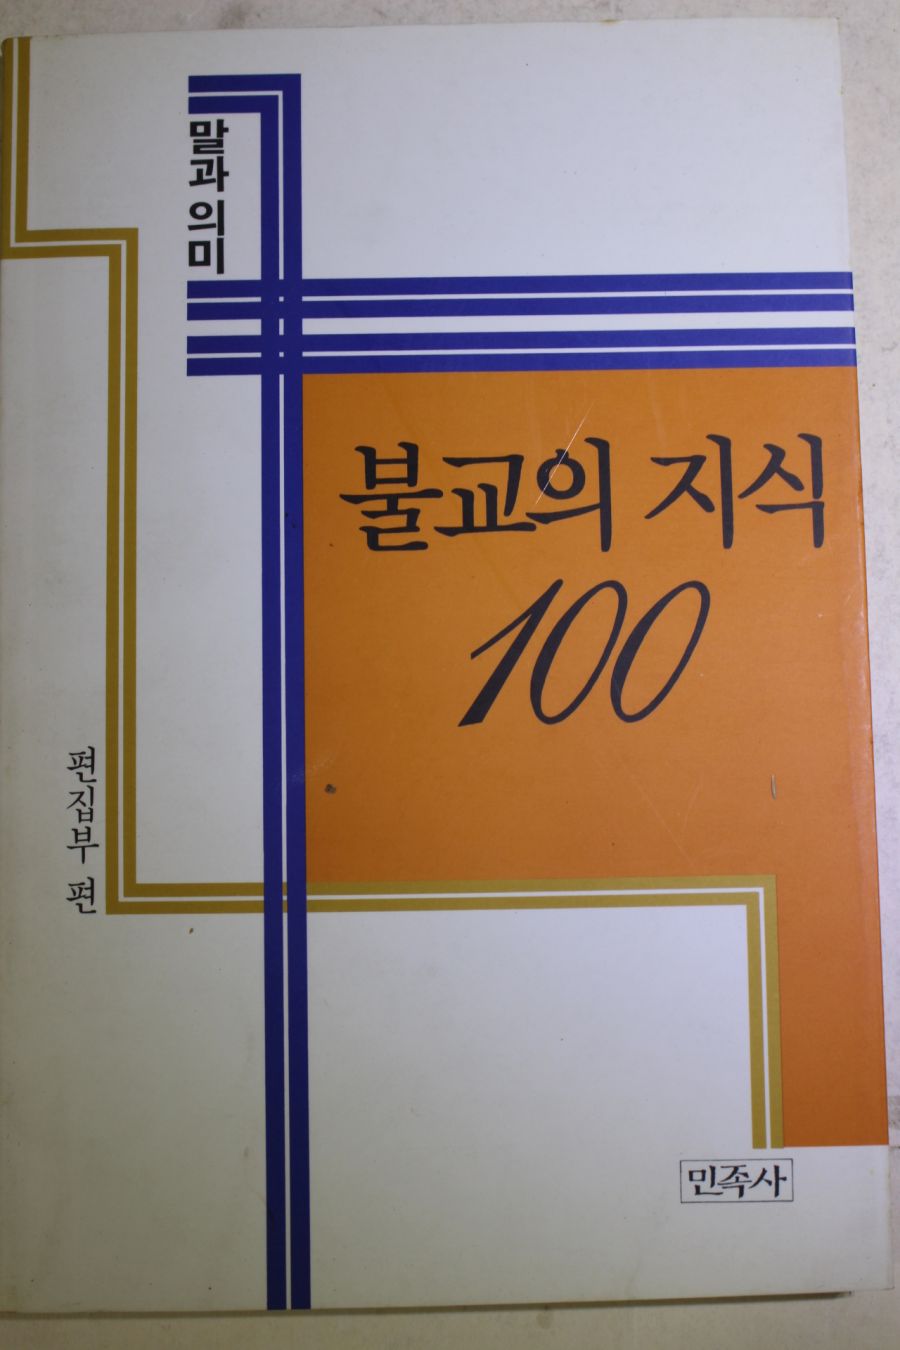 말과 의미
불교의 지식
100
편집부 편
민족사